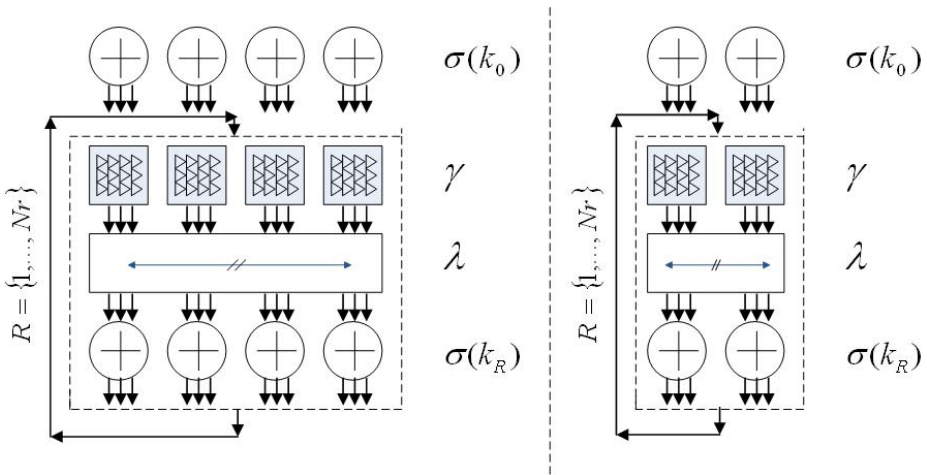 σ(k₀)
γ
λ
σ(k_R)
R = {1,..., Nr}
σ(k₀)
γ
λ
σ(k_R)
R = {1,..., Nr}